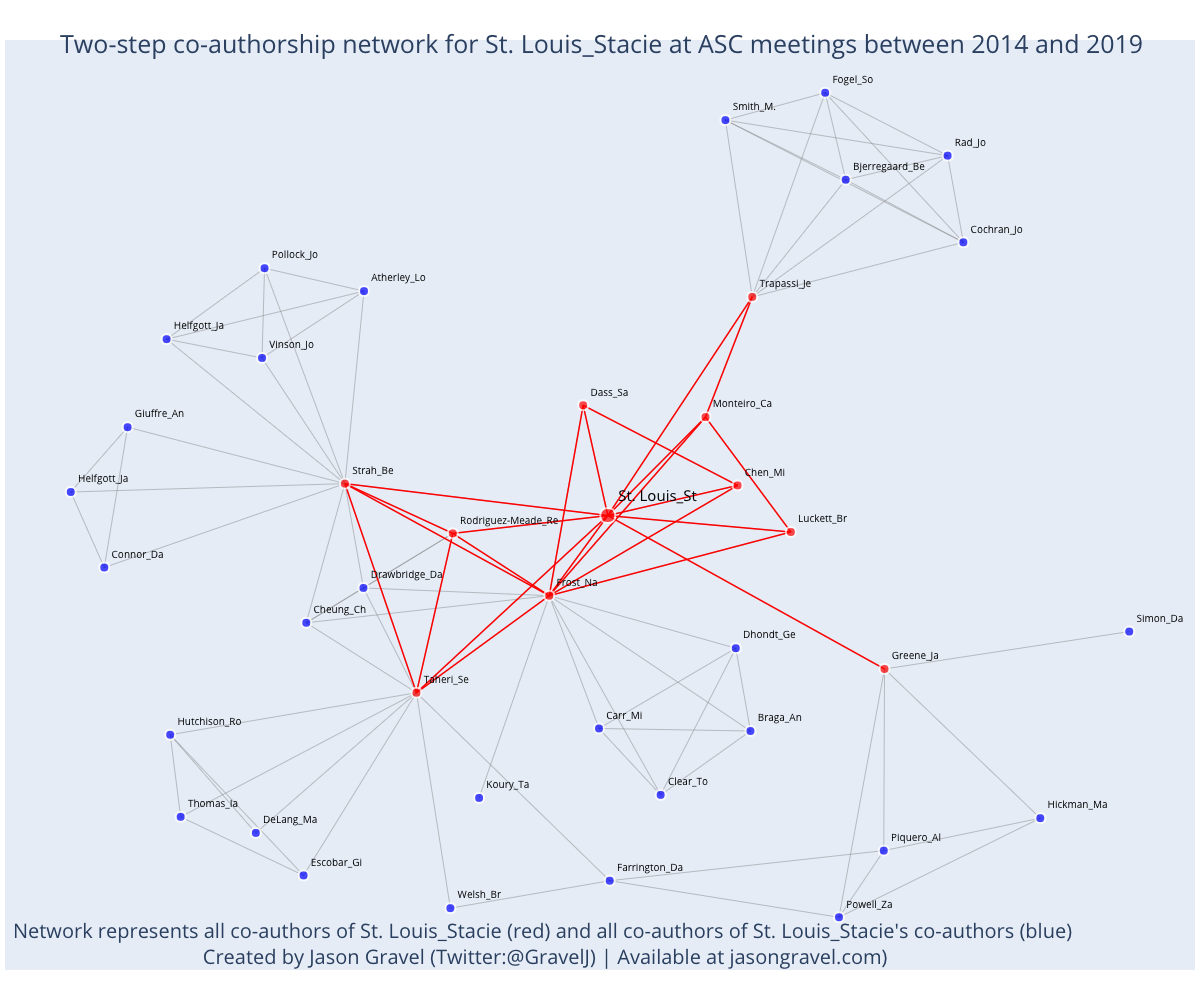 Two-step co-authorship network for St. Louis_Stacie at ASC meetings between 2014 and 2019
Fogel_So
Smith_M.
Rad_Jo
Bjerregaard_Be
Cochran_Jo
Pollock_Jo
Atherley_Lo
Trapassi_Je
Helfgott_Ja
Vinson_Jo
Dass_Sa
Monteiro_Ca
Giuffre_An
Strah_Be
Chen_Mi
Helfgott_Ja
St. Louis_St
Rodriguez-Meade_Re
Luckett_Br
Connor_Da
Drawbridge_Da
Frost_Na
Cheung_Ch
Simon_Da
Dhondt_Ge
Greene_Ja
Taheri_Se
Hutchison_Ro
Carr_Mi
Braga_An
Koury_Ta
Clear_To
Thomas_Ia
DeLang_Ma
Hickman_Ma
Escobar_Gi
Piquero_Al
Farrington_Da
Welsh_Br
Powell_Za
Network represents all co-authors of St. Louis_Stacie (red) and all co-authors of St. Louis_Stacie's co-authors (blue)
Created by Jason Gravel (Twitter:@GravelJ) | Available at jasongravel.com)